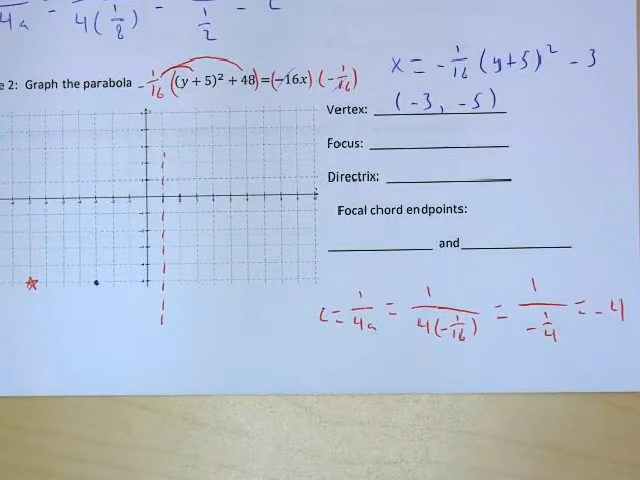 4a - 4(1/8) 1/2 - 2
e 2: Graph the parabola -1/16 ((y + 5)² + 48) = (-16x) (-1/16)
x = -1/16 (y+5)² - 3
Vertex: (-3, -5)
Focus:
Directrix:
Focal chord endpoints:
and
c = 1/4a = 1/4(-1/16) = 1/-1/4 = -4